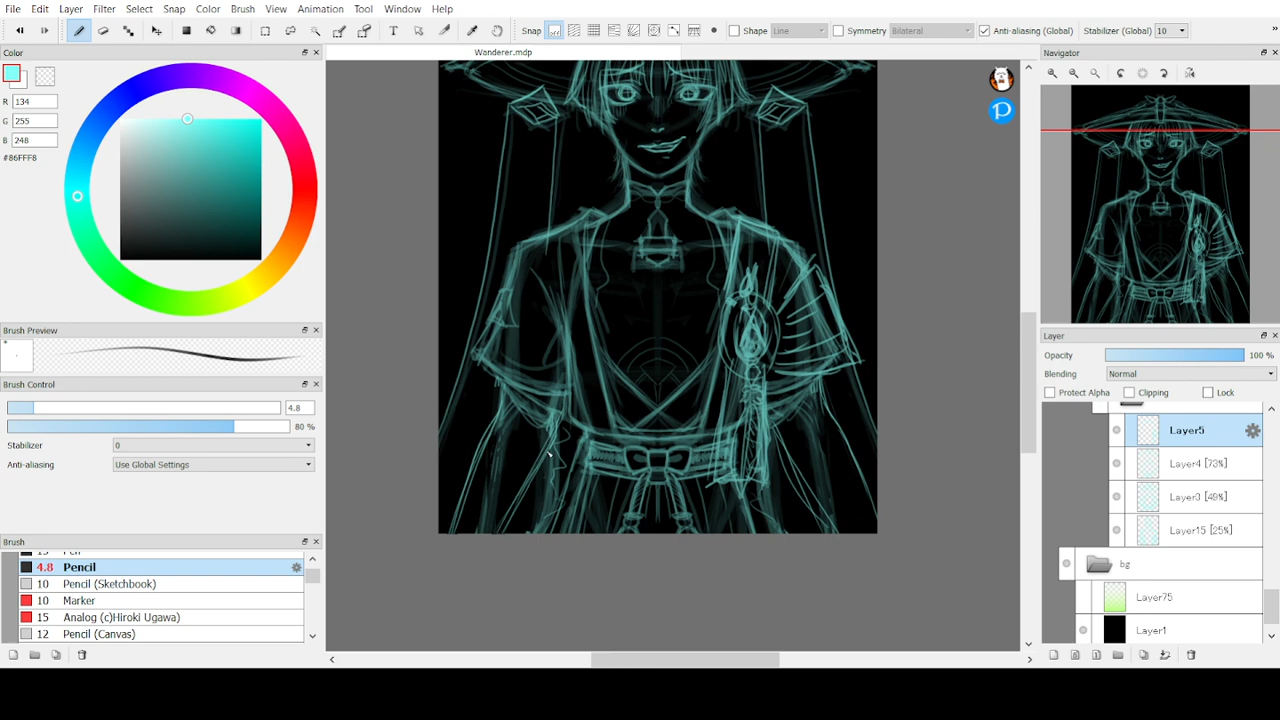 File Edit Layer Filter Select Snap Color Brush View Animation Tool Window Help
Snap Shape Line Symmetry Bilateral Anti-aliasing (Global) Stabilizer (Global) 10
Color
Wanderer.mdp
Navigator
R 134
G 255
B 248
#86FFF8
Brush Preview
Brush Control
4.8
80 %
Stabilizer 0
Anti-aliasing Use Global Settings
Brush
15 Pen
4.8 Pencil
10 Pencil (Sketchbook)
10 Marker
15 Analog (c)Hiroki Ugawa)
12 Pencil (Canvas)
Layer
Opacity 100 %
Blending Normal
Protect Alpha Clipping Lock
Layer5
Layer4 [73%]
Layer3 [49%]
Layer15 [25%]
bg
Layer75
Layer1